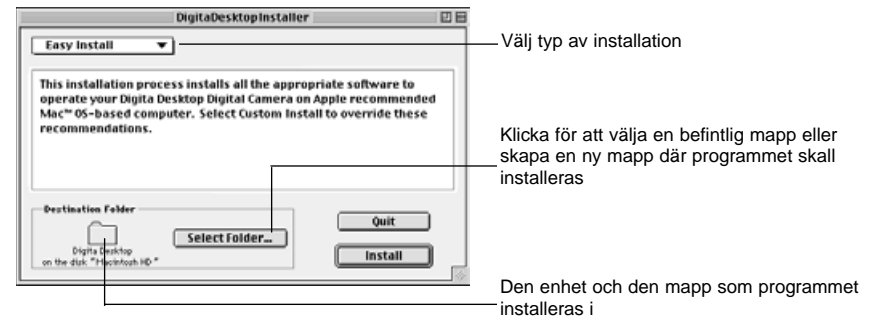 DigitaDesktopInstaller
Easy Install
Välj typ av installation
This installation process installs all the appropriate software to
operate your Digita Desktop Digital Camera on Apple recommended
Mac™ OS-based computer. Select Custom Install to override these
recommendations.
Klicka för att välja en befintlig mapp eller
skapa en ny mapp där programmet skall
installeras
Destination Folder
Select Folder...
Digita Desktop
on the disk "Macintosh HD"
Quit
Install
Den enhet och den mapp som programmet
installeras i